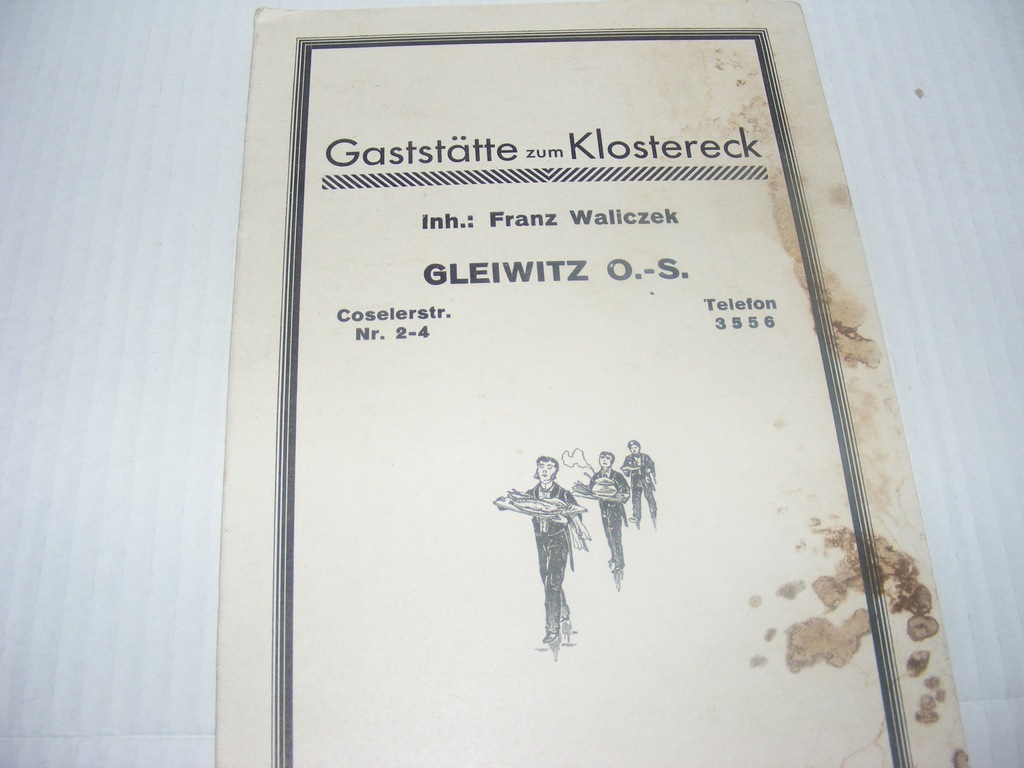 Gaststätte zum Klostereck
Inh.: Franz Waliczek
GLEIWITZ O.-S.
Coselerstr.
Nr. 2-4
Telefon
3556